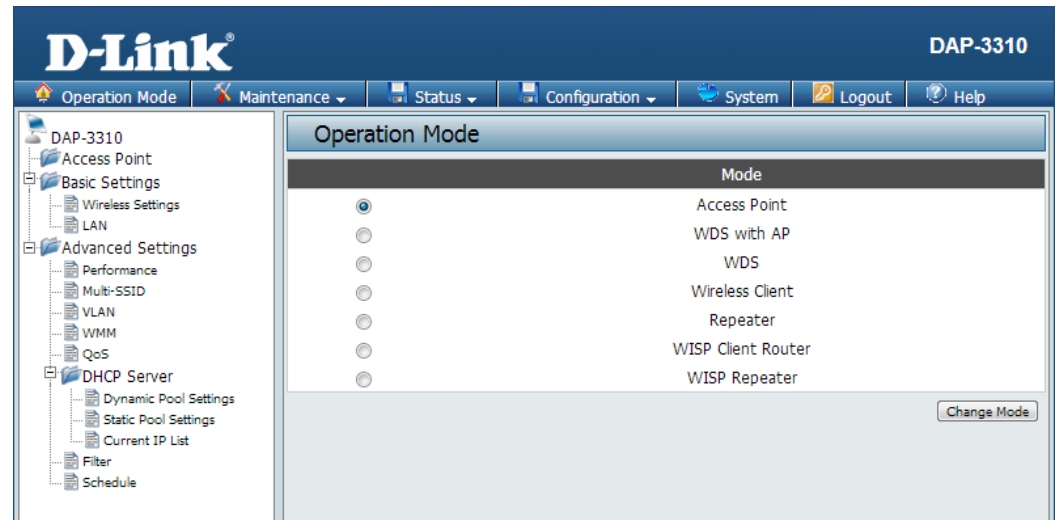 D-Link®
DAP-3310
Operation Mode Maintenance Status Configuration System Logout Help
DAP-3310
Access Point
Basic Settings
Wireless Settings
LAN
Advanced Settings
Performance
Multi-SSID
VLAN
WMM
QoS
DHCP Server
Dynamic Pool Settings
Static Pool Settings
Current IP List
Filter
Schedule
Operation Mode
Mode
Access Point
WDS with AP
WDS
Wireless Client
Repeater
WISP Client Router
WISP Repeater
Change Mode